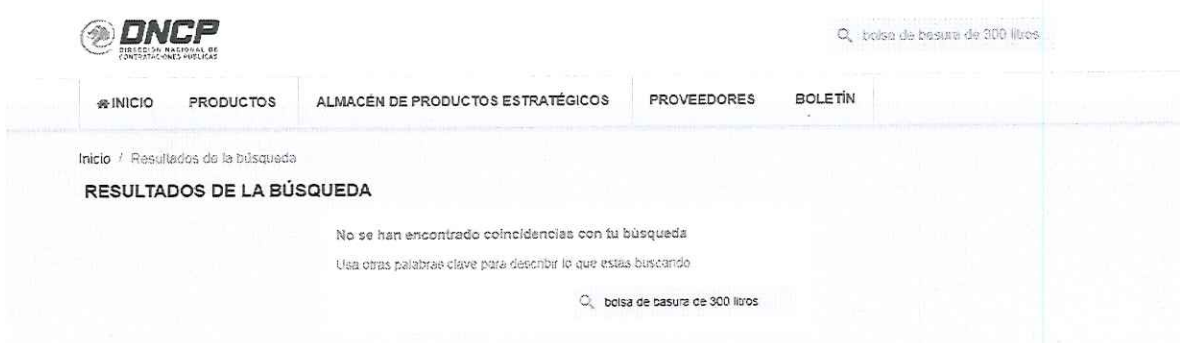 DNCP
DIRECCIÓN NACIONAL DE
CONTRATACIONES PÚBLICAS
bolsa de basura de 300 litros
INICIO PRODUCTOS ALMACÉN DE PRODUCTOS ESTRATÉGICOS PROVEEDORES BOLETÍN
Inicio / Resultados de la búsqueda
RESULTADOS DE LA BÚSQUEDA
No se han encontrado coincidencias con tu búsqueda
Usa otras palabras clave para describir lo que estas buscando
bolsa de basura de 300 litros